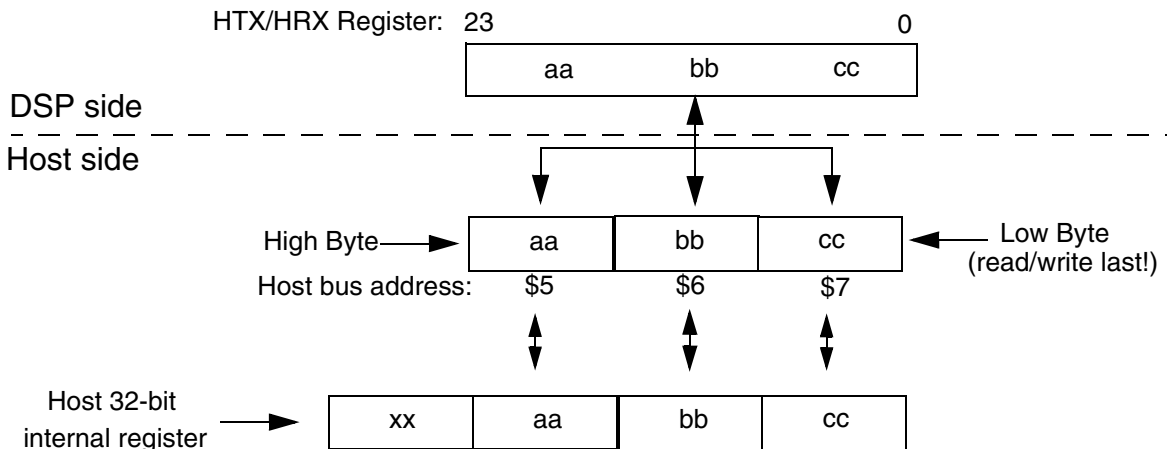 HTX/HRX Register: 23 0
aa bb cc
DSP side
Host side
High Byte aa bb cc Low Byte
(read/write last!)
Host bus address: $5 $6 $7
Host 32-bit
internal register
xx aa bb cc